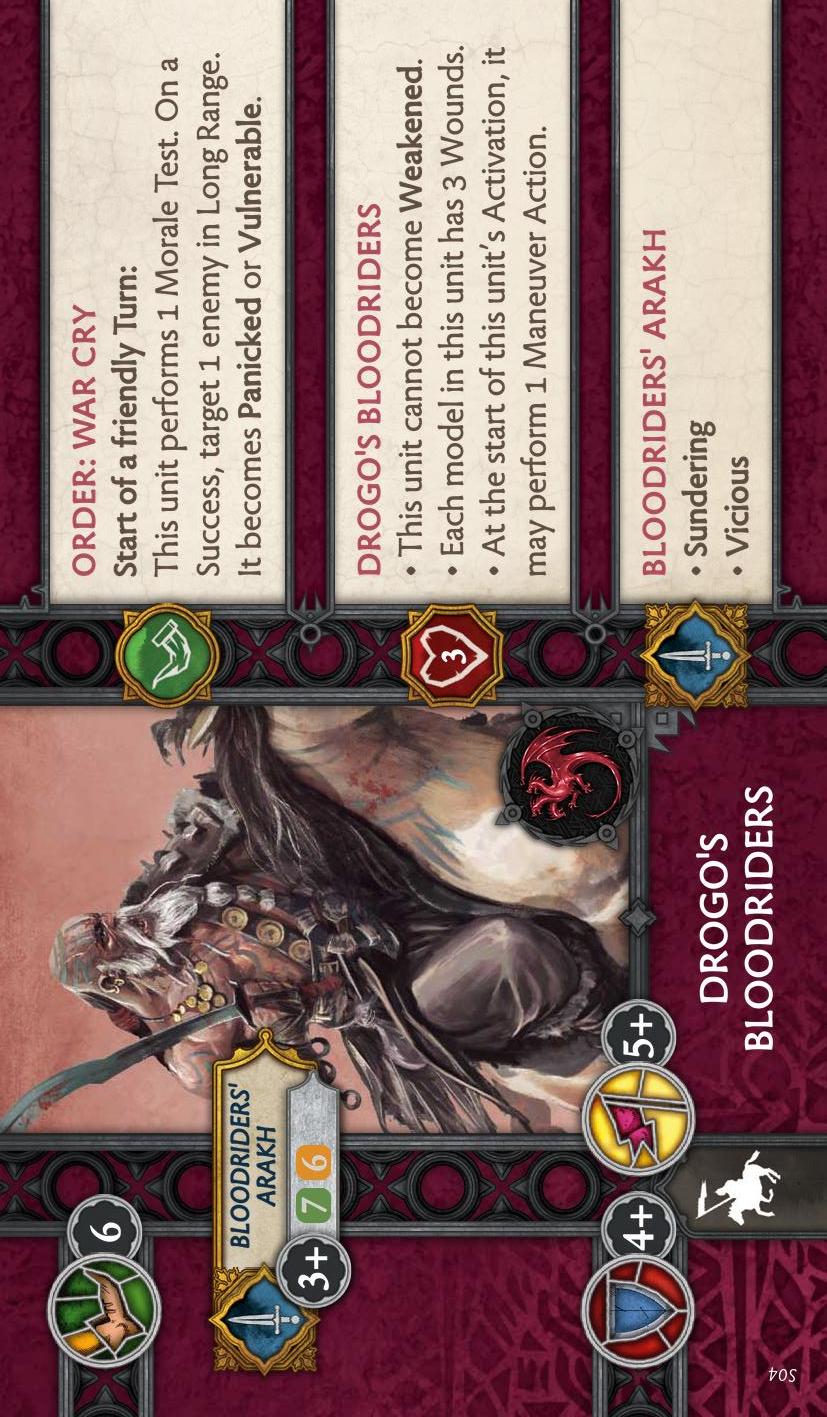 6
BLOODRIDERS'
ARAKH
3+
7 6
4+
5+
DROGO'S
BLOODRIDERS
S04
ORDER: WAR CRY
Start of a friendly Turn:
This unit performs 1 Morale Test. On a
Success, target 1 enemy in Long Range.
It becomes Panicked or Vulnerable.
3
DROGO'S BLOODRIDERS
• This unit cannot become Weakened.
• Each model in this unit has 3 Wounds.
• At the start of this unit's Activation, it
may perform 1 Maneuver Action.
BLOODRIDERS' ARAKH
• Sundering
• Vicious